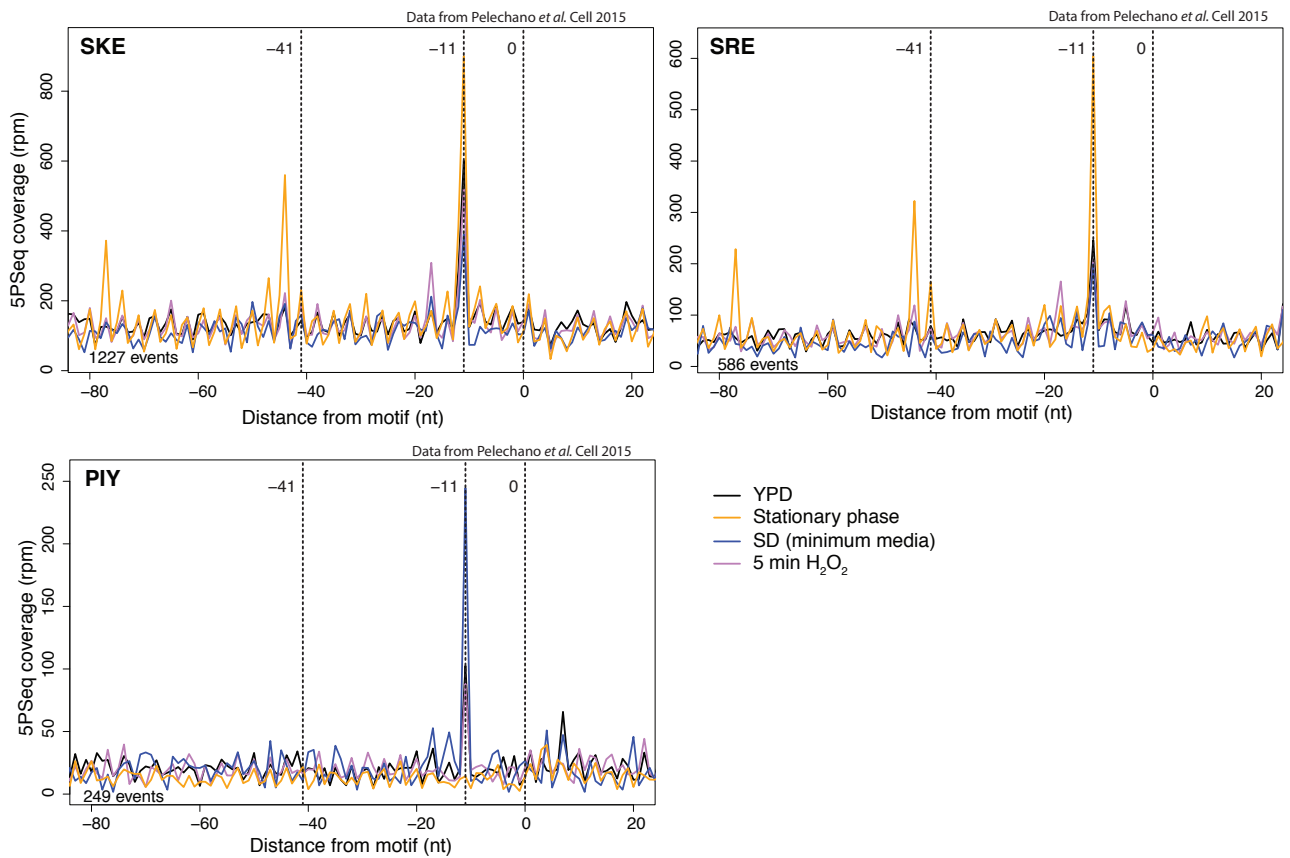 Data from Pelechano et al. Cell 2015
SKE
−41
−11
0
5PSeq coverage (rpm)
0
200
400
600
800
1227 events
−80
−60
−40
−20
0
20
Distance from motif (nt)
Data from Pelechano et al. Cell 2015
SRE
−41
−11
0
0
100
200
300
400
500
600
586 events
−80
−60
−40
−20
0
20
Distance from motif (nt)
Data from Pelechano et al. Cell 2015
PIY
−41
−11
0
5PSeq coverage (rpm)
0
50
100
150
200
250
249 events
−80
−60
−40
−20
0
20
Distance from motif (nt)
YPD
Stationary phase
SD (minimum media)
5 min H₂O₂